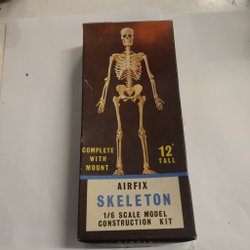 COMPLETE
WITH
MOUNT
12"
TALL
AIRFIX
SKELETON
1/6 SCALE MODEL
CONSTRUCTION KIT